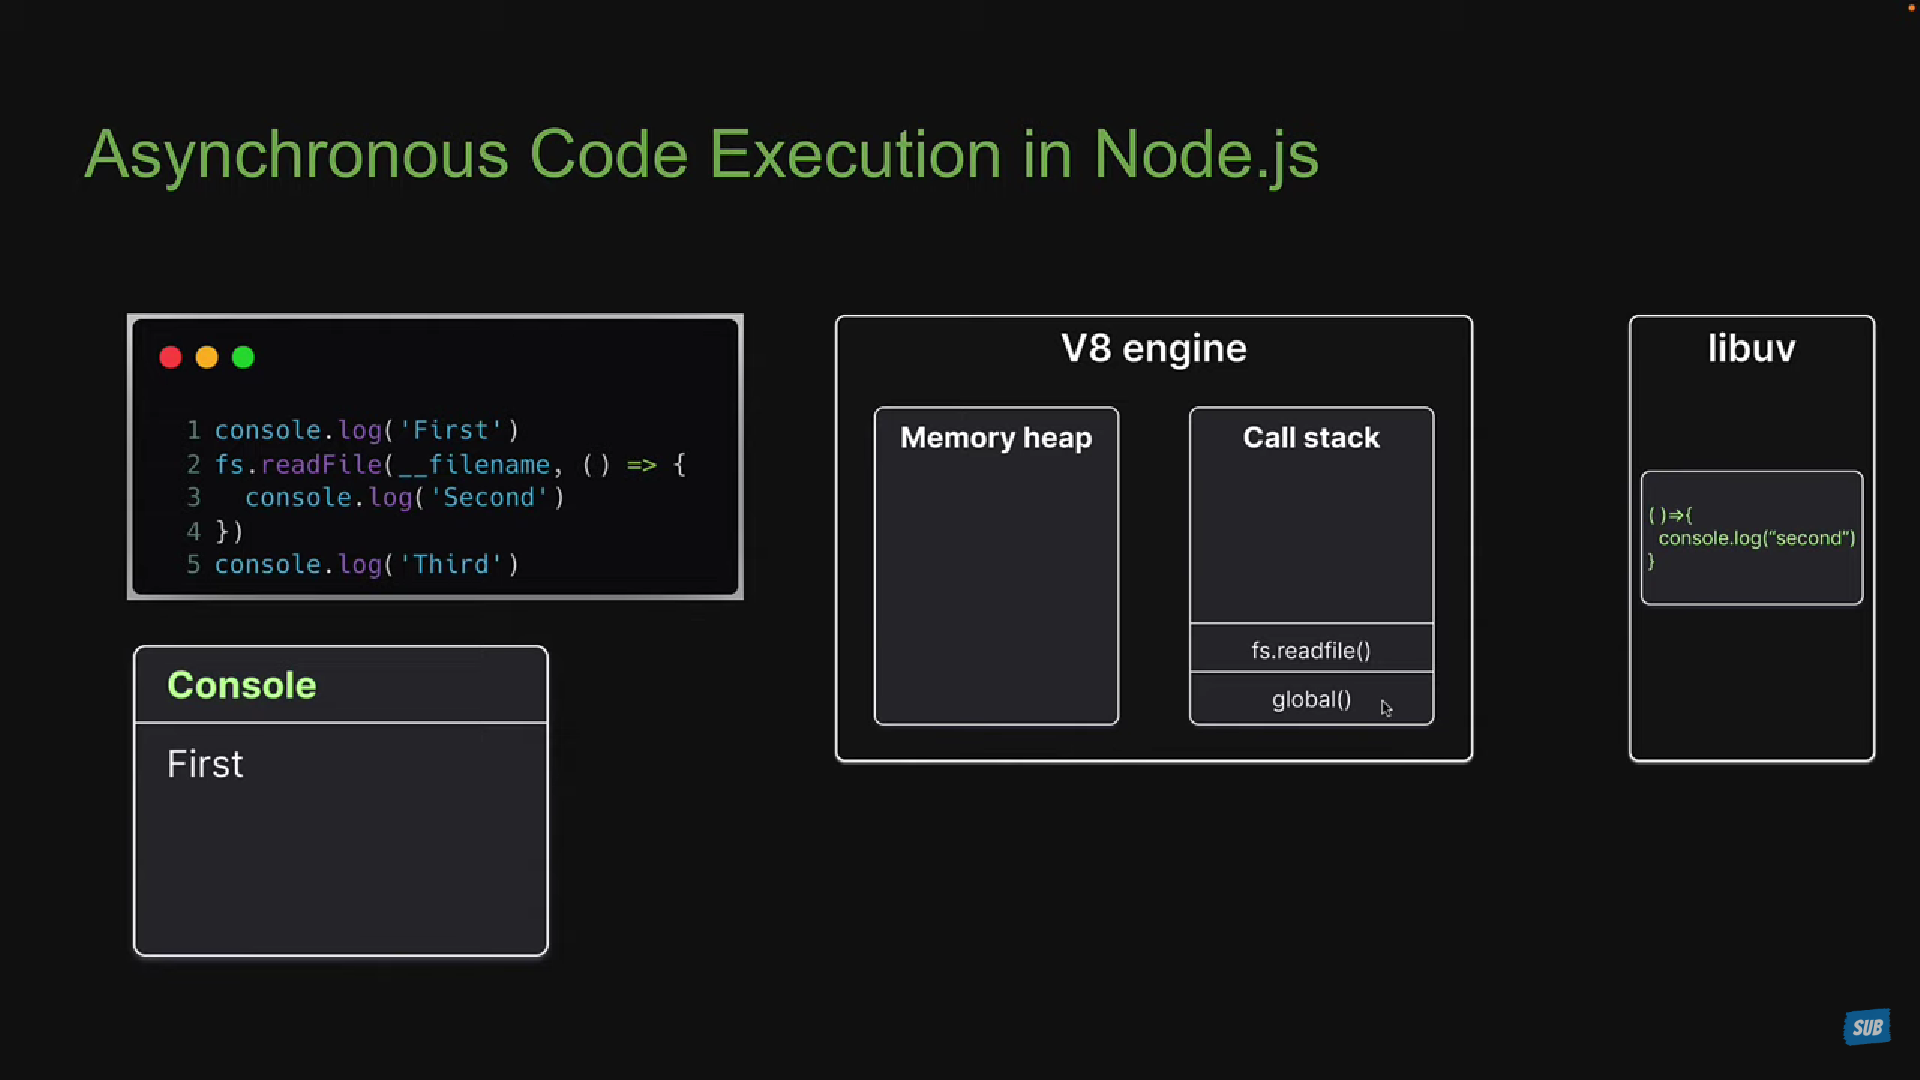 Asynchronous Code Execution in Node.js
1 console.log('First')
2 fs.readFile(__filename, () => {
3   console.log('Second')
4 })
5 console.log('Third')
Console
First
V8 engine
Memory heap
Call stack
fs.readfile()
global()
libuv
()=>{
console.log(“second”)
}
SUB